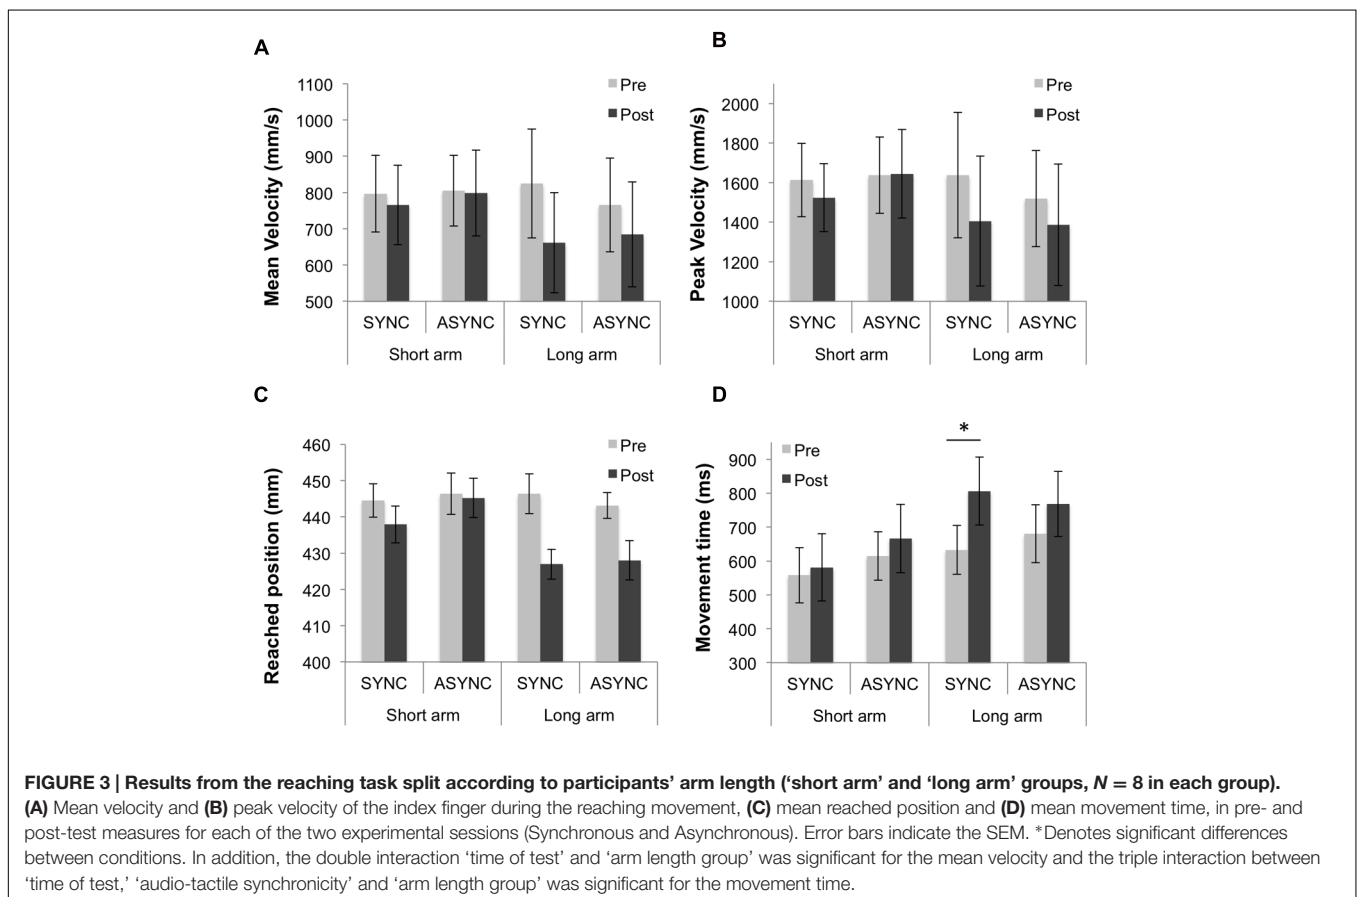 A
1100
1000
900
800
700
600
500
Mean Velocity (mm/s)
Pre
Post
SYNC ASYNC SYNC ASYNC
Short arm Long arm
B
2000
1800
1600
1400
1200
1000
Peak Velocity (mm/s)
Pre
Post
SYNC ASYNC SYNC ASYNC
Short arm Long arm
C
460
450
440
430
420
410
400
Reached position (mm)
Pre
Post
SYNC ASYNC SYNC ASYNC
Short arm Long arm
D
900
800
700
600
500
400
300
Movement time (ms)
Pre
Post
*
SYNC ASYNC SYNC ASYNC
Short arm Long arm
FIGURE 3 | Results from the reaching task split according to participants’ arm length (‘short arm’ and ‘long arm’ groups, N = 8 in each group).
(A) Mean velocity and (B) peak velocity of the index finger during the reaching movement, (C) mean reached position and (D) mean movement time, in pre- and
post-test measures for each of the two experimental sessions (Synchronous and Asynchronous). Error bars indicate the SEM. *Denotes significant differences
between conditions. In addition, the double interaction ‘time of test’ and ‘arm length group’ was significant for the mean velocity and the triple interaction between
‘time of test,’ ‘audio-tactile synchronicity’ and ‘arm length group’ was significant for the movement time.